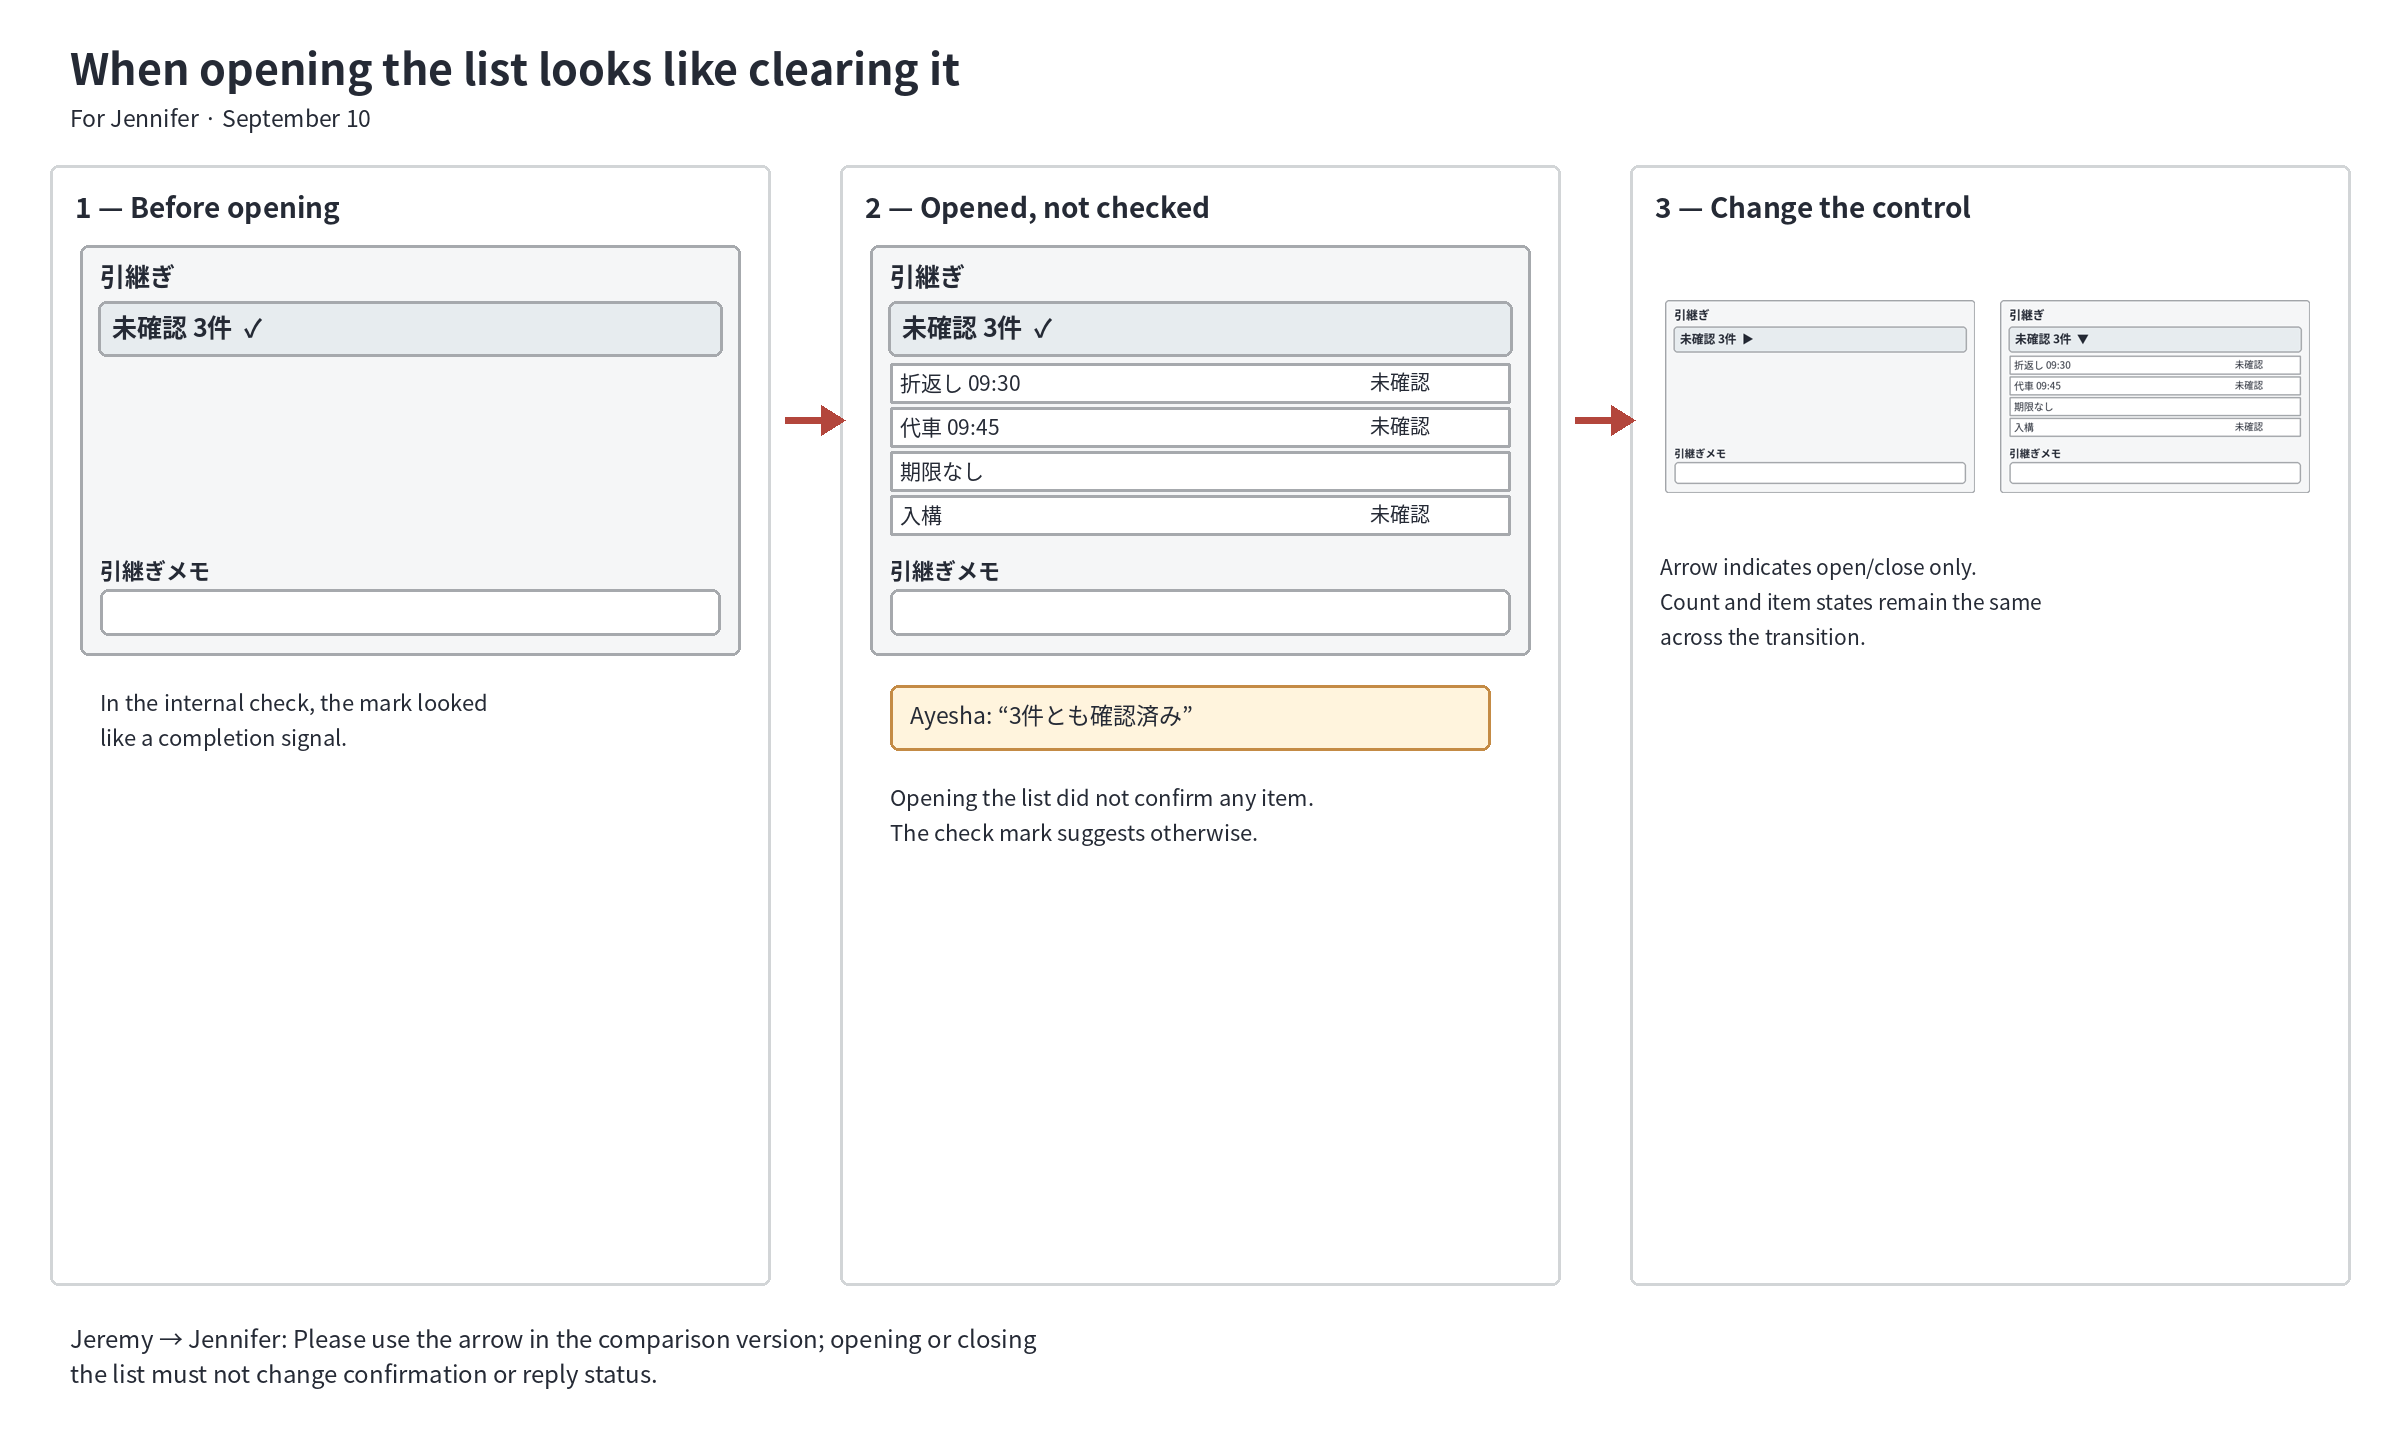 When opening the list looks like clearing it
For Jennifer · September 10
1 — Before opening
引継ぎ
未確認 3件 ✓
引継ぎメモ
In the internal check, the mark looked
like a completion signal.
2 — Opened, not checked
引継ぎ
未確認 3件 ✓
折返し 09:30 未確認
代車 09:45 未確認
期限なし
入構 未確認
引継ぎメモ
Ayesha: “3件とも確認済み”
Opening the list did not confirm any item.
The check mark suggests otherwise.
3 — Change the control
引継ぎ
未確認 3件 ▶
引継ぎメモ
引継ぎ
未確認 3件 ▼
折返し 09:30 未確認
代車 09:45 未確認
期限なし
入構 未確認
引継ぎメモ
Arrow indicates open/close only.
Count and item states remain the same
across the transition.
Jeremy → Jennifer: Please use the arrow in the comparison version; opening or closing
the list must not change confirmation or reply status.